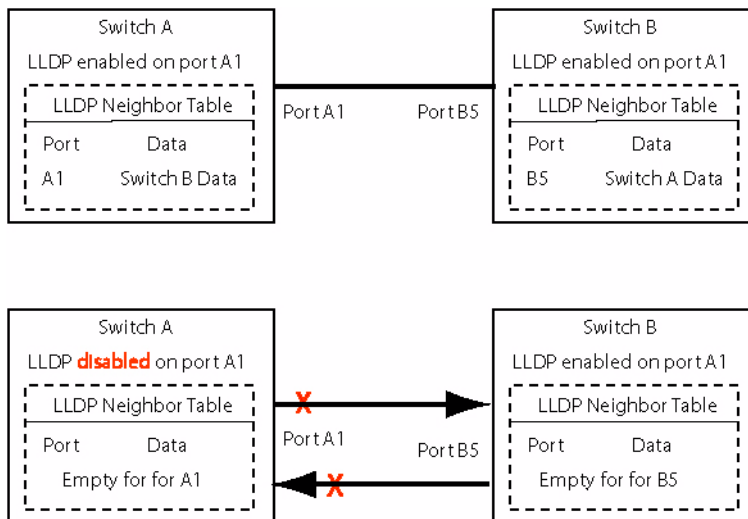 Switch A
LLDP enabled on port A1
LLDP Neighbor Table
Port Data
A1 Switch B Data
Port A1
Port B5
Switch B
LLDP enabled on port A1
LLDP Neighbor Table
Port Data
B5 Switch A Data
Switch A
LLDP disabled on port A1
LLDP Neighbor Table
Port Data
Empty for for A1
X
Port A1
Port B5
X
Switch B
LLDP enabled on port A1
LLDP Neighbor Table
Port Data
Empty for for B5